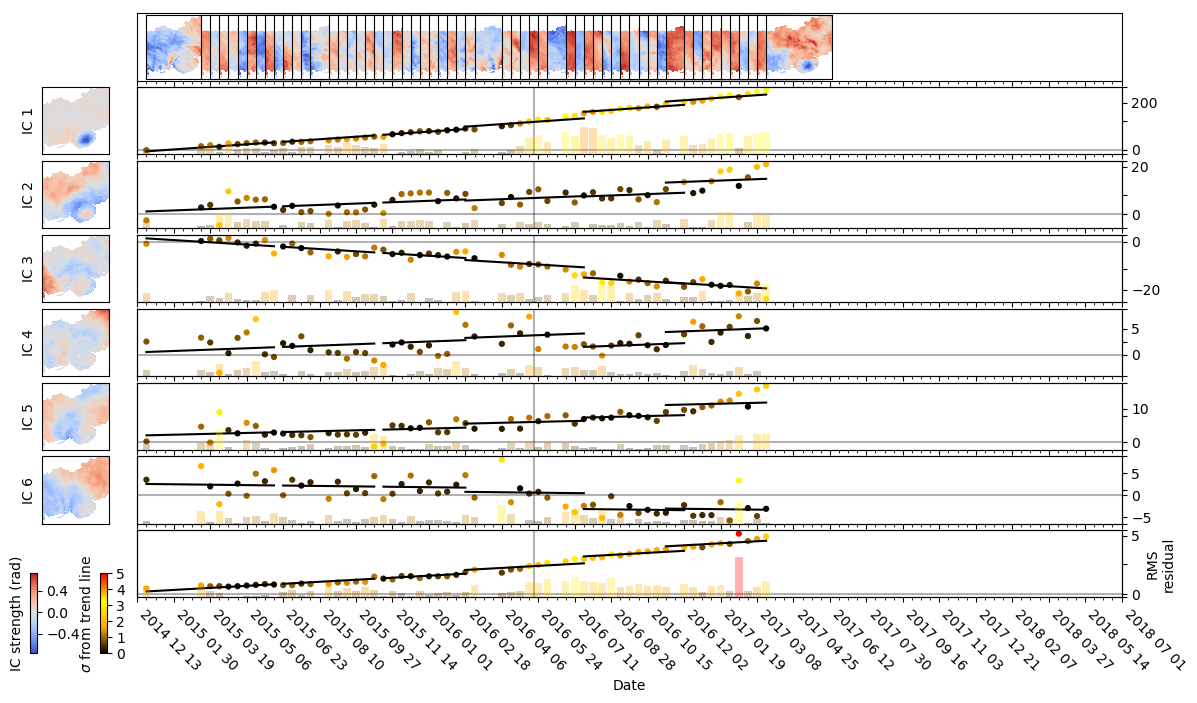 IC 1
200
0
IC 2
20
0
IC 3
0
−20
IC 4
5
0
IC 5
10
0
IC 6
5
0
−5
5
0
RMS
residual
IC strength (rad)
0.4
0.0
−0.4
σ from trend line
5
4
3
2
1
0
2014 12 13
2015 01 30
2015 03 19
2015 05 06
2015 06 23
2015 08 10
2015 09 27
2015 11 14
2016 01 01
2016 02 18
2016 04 06
2016 05 24
2016 07 11
2016 08 28
2016 10 15
2016 12 02
2017 01 19
2017 03 08
2017 04 25
2017 06 12
2017 07 30
2017 09 16
2017 11 03
2017 12 21
2018 02 07
2018 03 27
2018 05 14
2018 07 01
Date